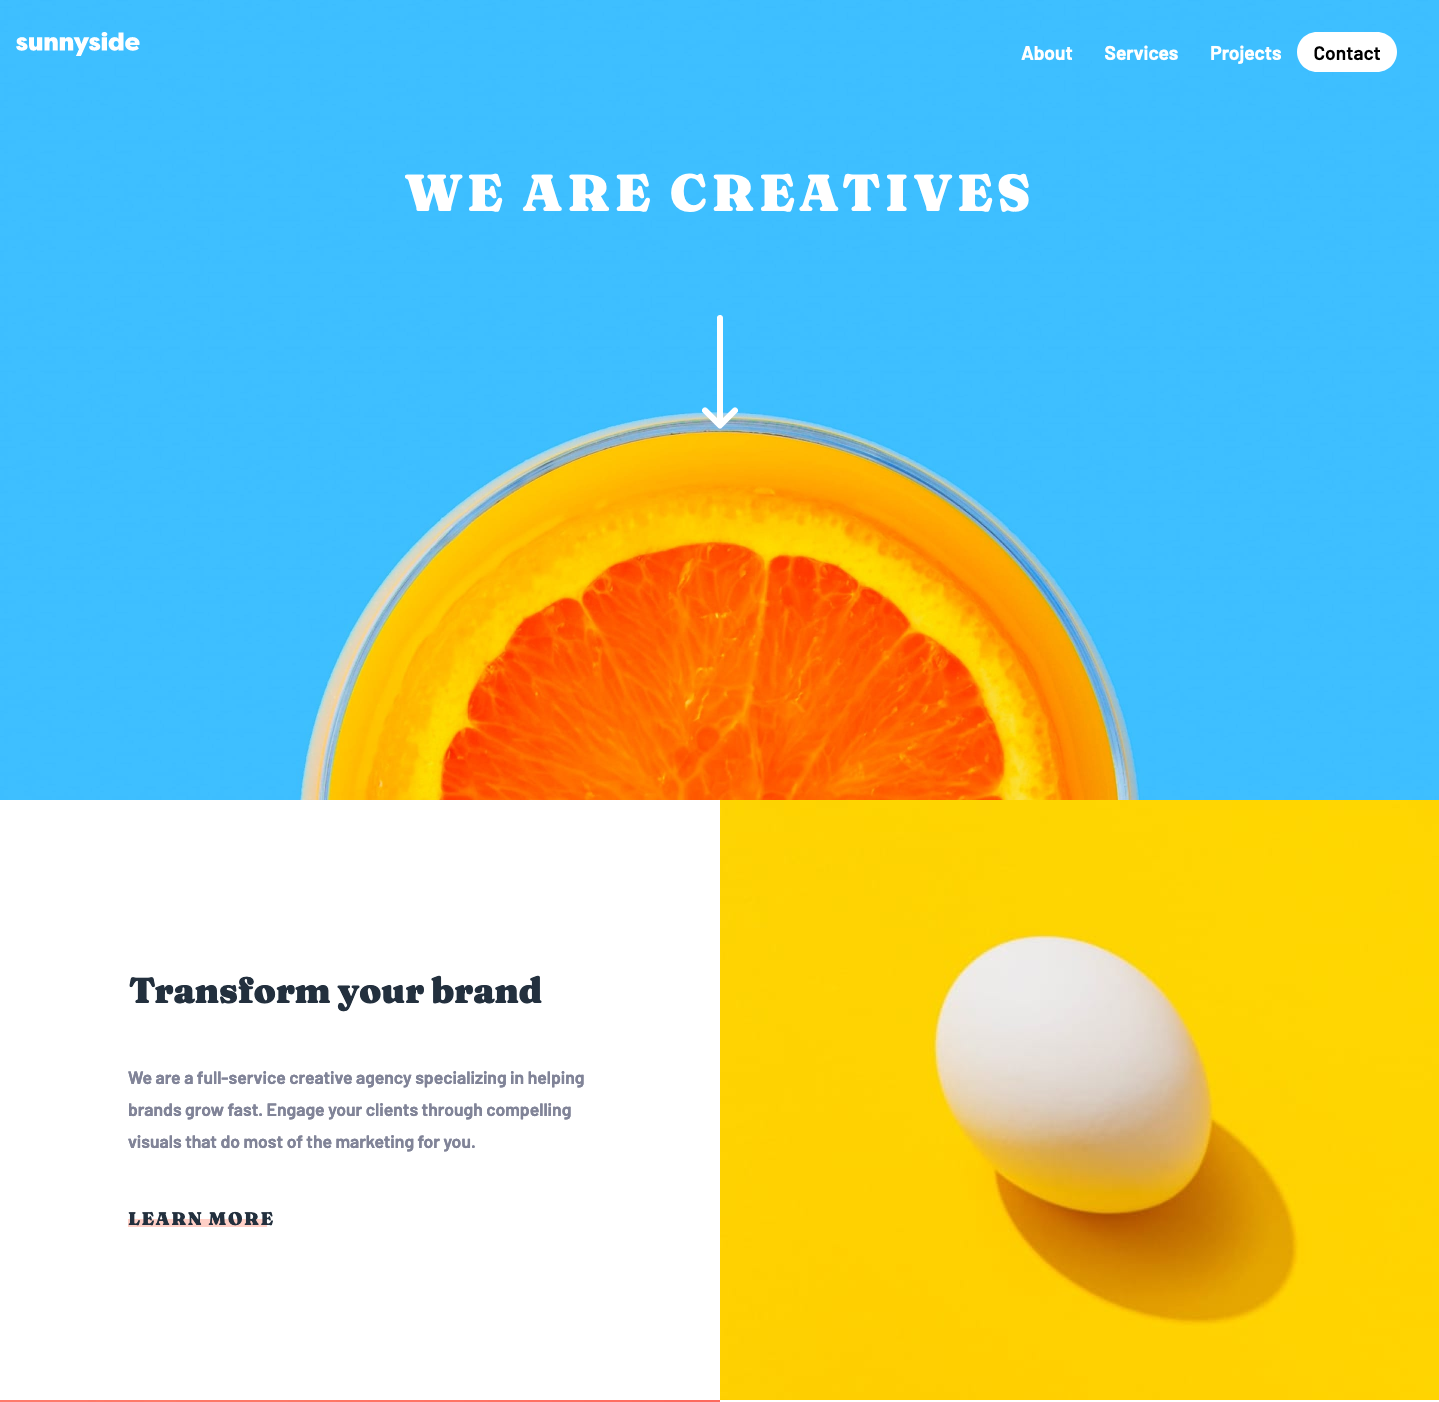 sunnyside
About Services Projects Contact
WE ARE CREATIVES
Transform your brand
We are a full-service creative agency specializing in helping
brands grow fast. Engage your clients through compelling
visuals that do most of the marketing for you.
LEARN MORE